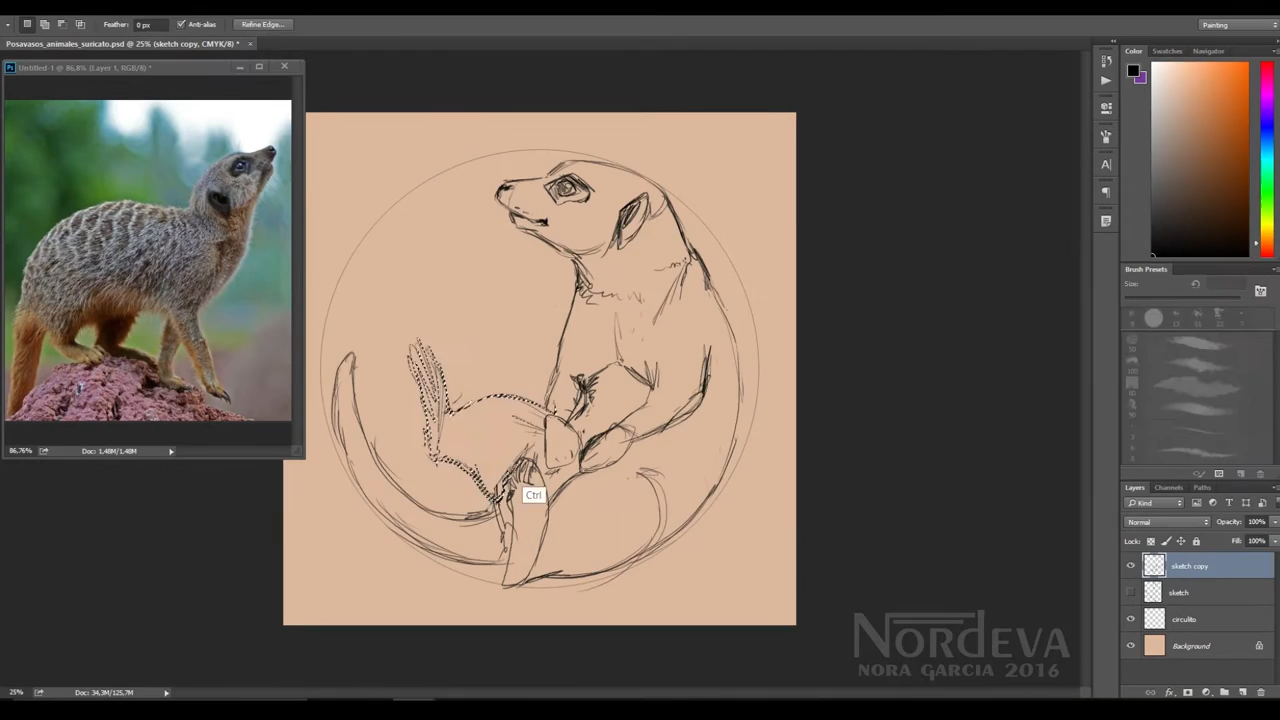 Feather: 0 px Anti-alias Refine Edge... Painting
Posavasos_animales_suricato.psd @ 25% (sketch copy, CMYK/8) *
Untitled-1 @ 86,8% (Layer 1, RGB/8) *
Color Swatches Navigator
Brush Presets
Size:
86,76% Doc: 1,48M/1,48M
Layers Channels Paths
Kind
Normal Opacity: 100%
Lock: Fill: 100%
Ctrl
sketch copy
sketch
circulito
Background
NORDEVA
NORA GARCIA 2016
25% Doc: 34,3M/125,7M